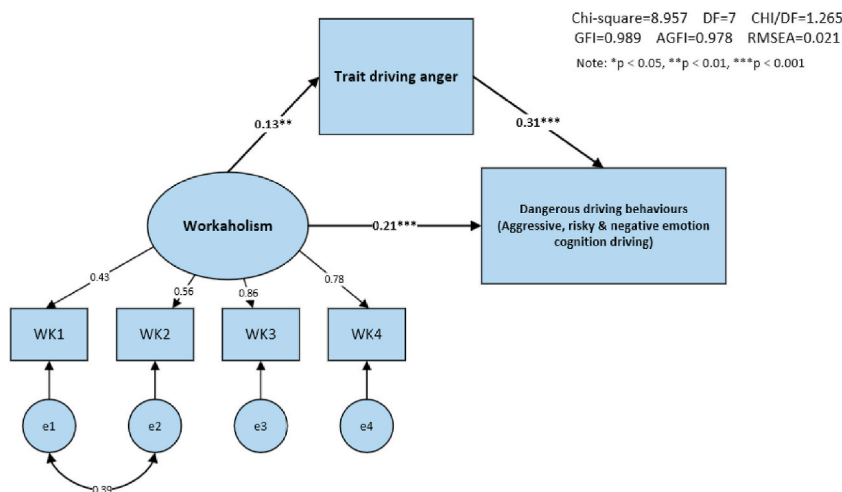 Chi-square=8.957 DF=7 CHI/DF=1.265
GFI=0.989 AGFI=0.978 RMSEA=0.021
Note: *p < 0.05, **p < 0.01, ***p < 0.001
Trait driving anger
0.13**
0.31***
Workaholism
0.21***
Dangerous driving behaviours
(Aggressive, risky & negative emotion
cognition driving)
0.43
0.56
0.86
0.78
WK1
WK2
WK3
WK4
e1
e2
e3
e4
0.39